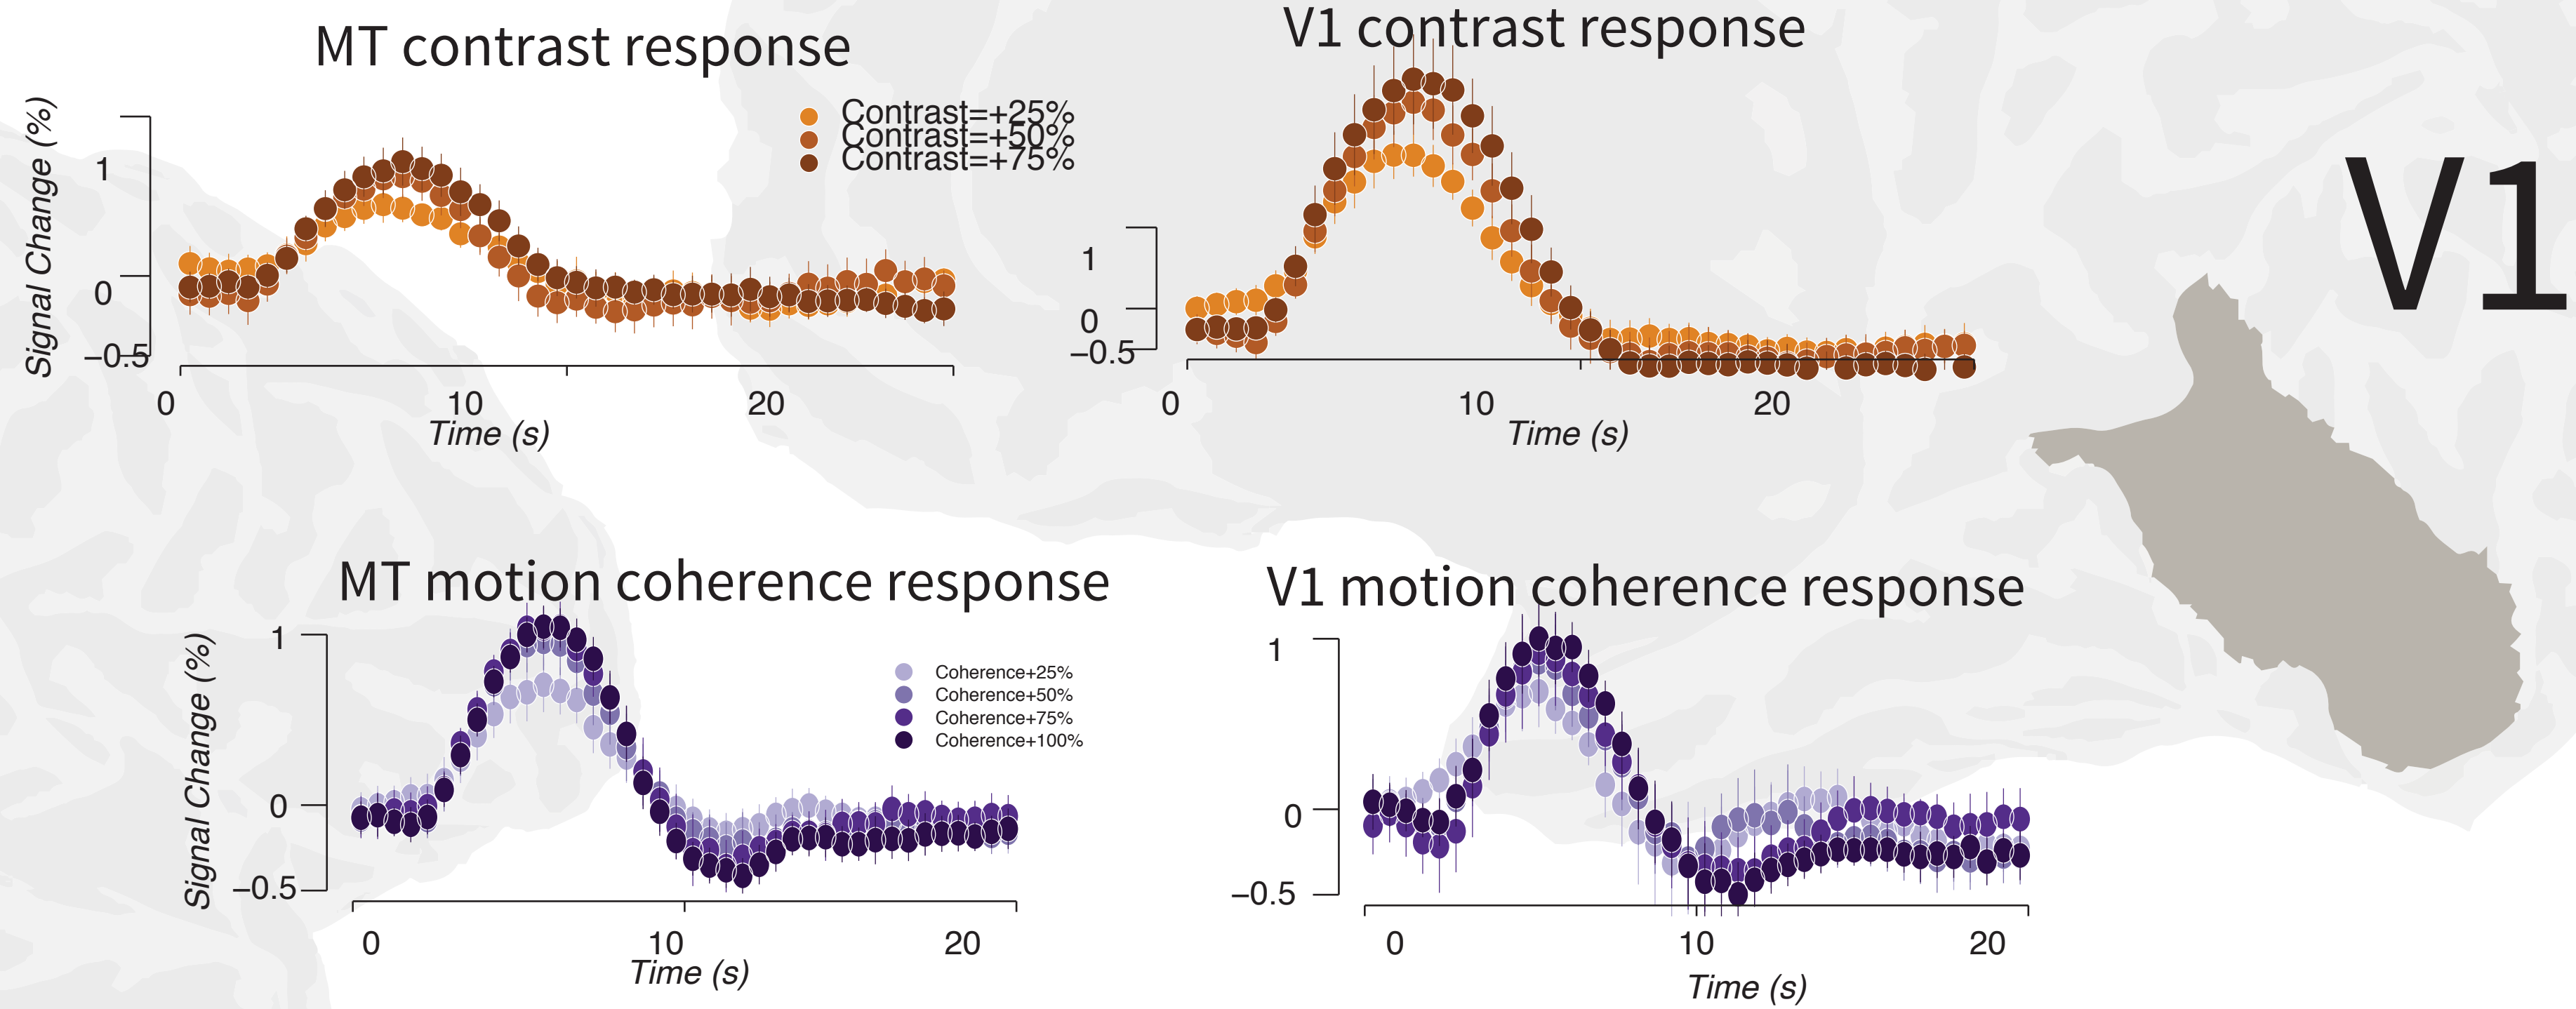 MT contrast response
V1 contrast response
Signal Change (%)
1
0
−0.5
Contrast=+25%
Contrast=+50%
Contrast=+75%
0 10 20
Time (s)
1
0
−0.5
0 10 20
Time (s)
V1
MT motion coherence response
V1 motion coherence response
Signal Change (%)
1
0
−0.5
Coherence+25%
Coherence+50%
Coherence+75%
Coherence+100%
0 10 20
Time (s)
1
0
−0.5
0 10 20
Time (s)